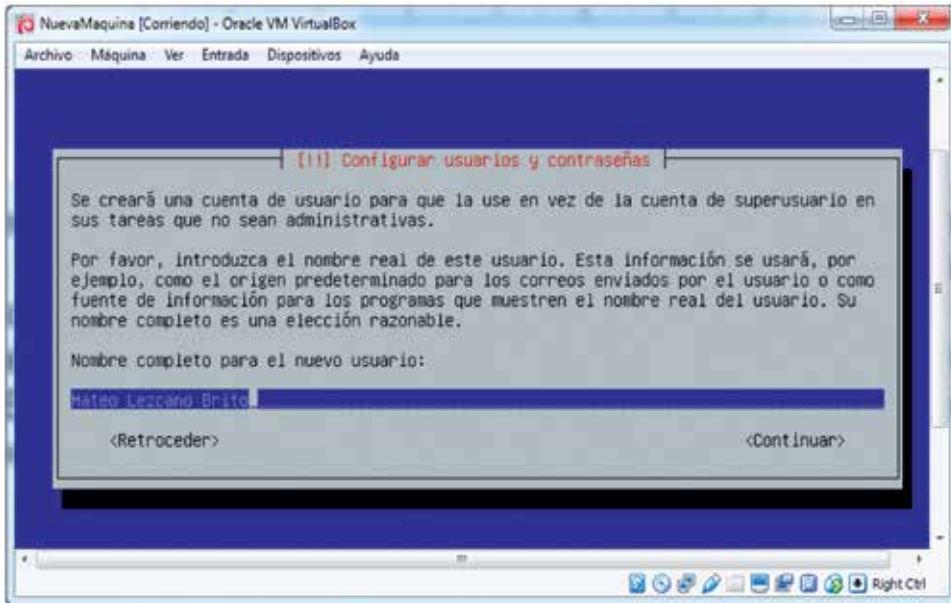 NuevaMaquina [Corriendo] - Oracle VM VirtualBox
Archivo Máquina Ver Entrada Dispositivos Ayuda
[!!] Configurar usuarios y contraseñas
Se creará una cuenta de usuario para que la use en vez de la cuenta de superusuario en
sus tareas que no sean administrativas.
Por favor, introduzca el nombre real de este usuario. Esta información se usará, por
ejemplo, como el origen predeterminado para los correos enviados por el usuario o como
fuente de información para los programas que muestren el nombre real del usuario. Su
nombre completo es una elección razonable.
Nombre completo para el nuevo usuario:
Mateo Lezcano Brito
<Retroceder> <Continuar>
Right Ctrl